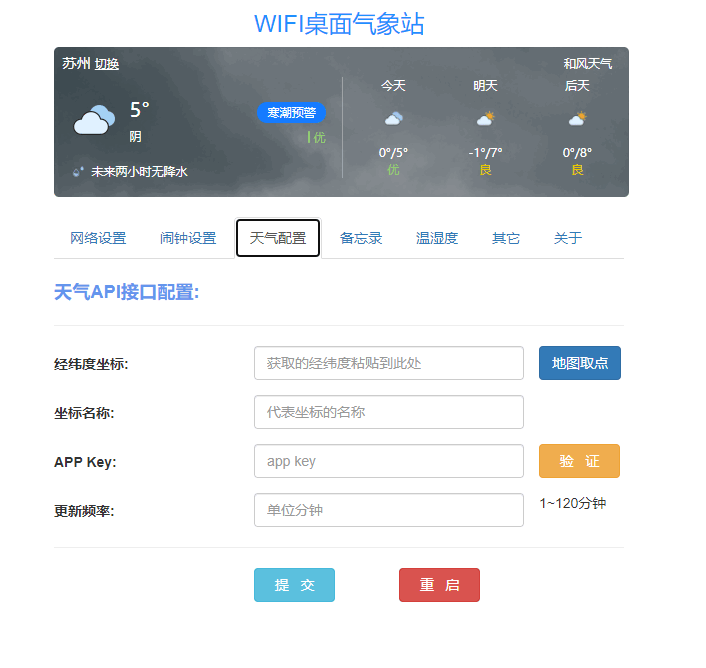 WIFI桌面气象站
苏州 切换
和风天气
5°
阴
寒潮预警
优
未来两小时无降水
今天 明天 后天
0°/5° -1°/7° 0°/8°
优 良 良
网络设置 闹钟设置 天气配置 备忘录 温湿度 其它 关于
天气API接口配置:
经纬度坐标: 获取的经纬度粘贴到此处 地图取点
坐标名称: 代表坐标的名称
APP Key: app key 验 证
更新频率: 单位分钟 1~120分钟
提 交 重 启